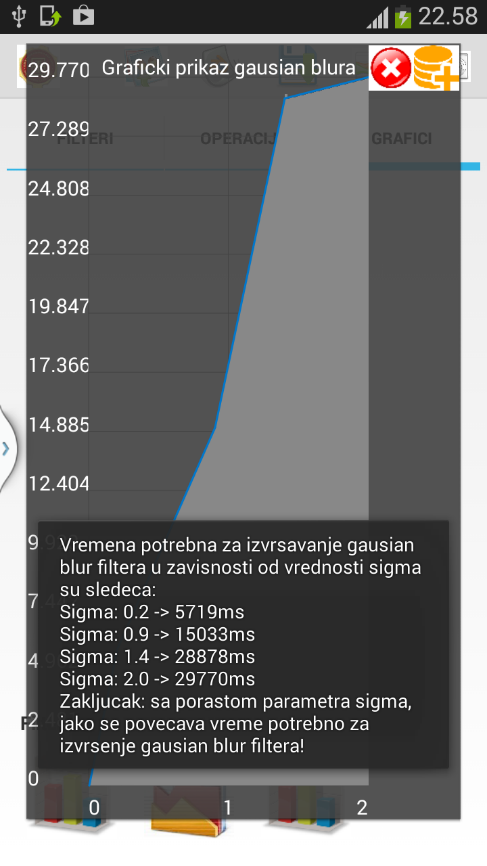 22.58
29.770 Graficki prikaz gausian blura
27.289
FILTERI OPERACIJ GRAFICI
24.808
22.328
19.847
17.366
14.885
12.404
Vremena potrebna za izvrsavanje gausian
blur filtera u zavisnosti od vrednosti sigma
su sledeca:
Sigma: 0.2 -> 5719ms
Sigma: 0.9 -> 15033ms
Sigma: 1.4 -> 28878ms
Sigma: 2.0 -> 29770ms
Zakljucak: sa porastom parametra sigma,
jako se povecava vreme potrebno za
izvrsenje gausian blur filtera!
0
0 1 2